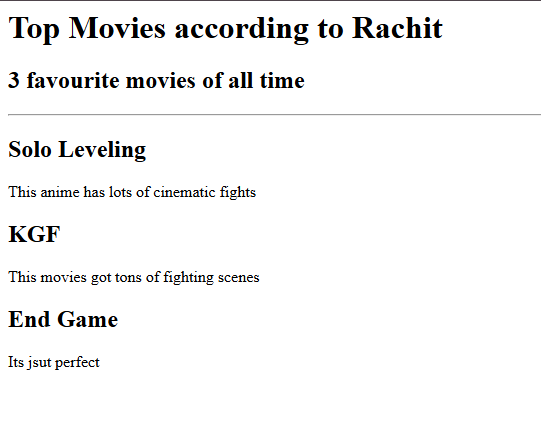 Top Movies according to Rachit
3 favourite movies of all time
Solo Leveling
This anime has lots of cinematic fights
KGF
This movies got tons of fighting scenes
End Game
Its jsut perfect